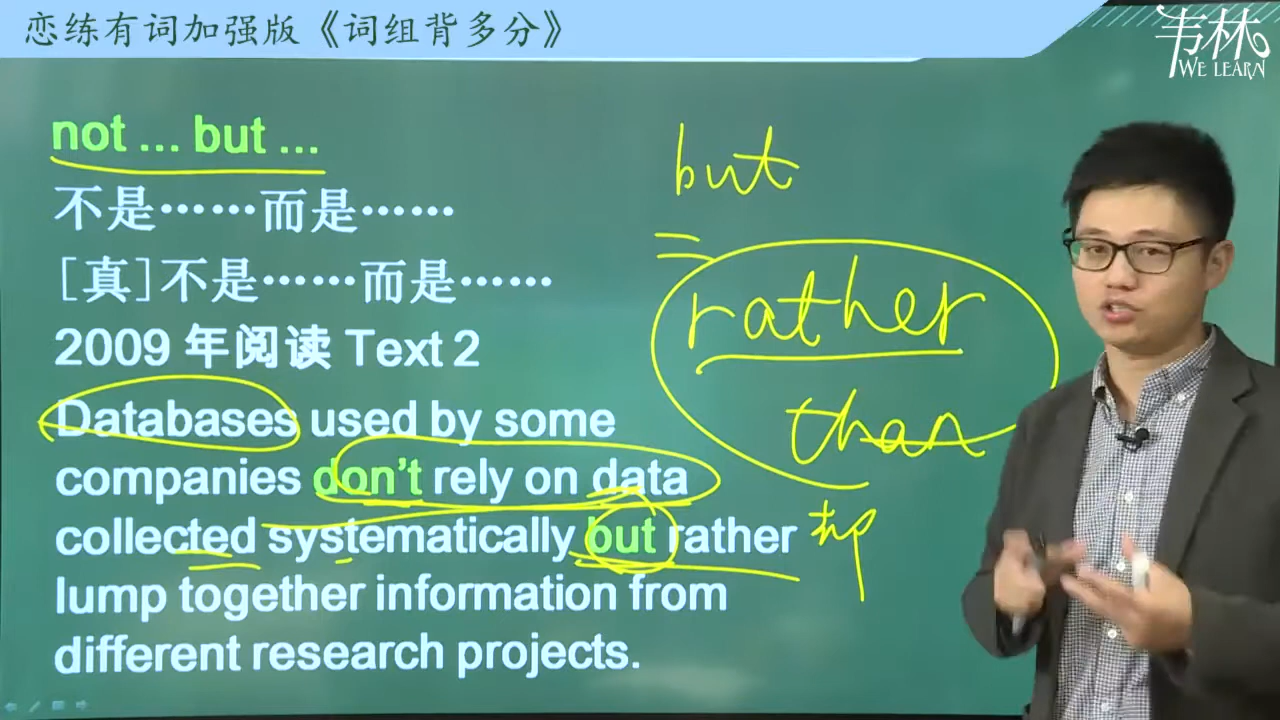 恋练有词加强版《词组背多分》
韦林
WE LEARN
not ... but ...
不是……而是……
[真]不是……而是……
2009 年阅读 Text 2
Databases used by some
companies don't rely on data
collected systematically but rather
lump together information from
different research projects.
but
=
rather
than